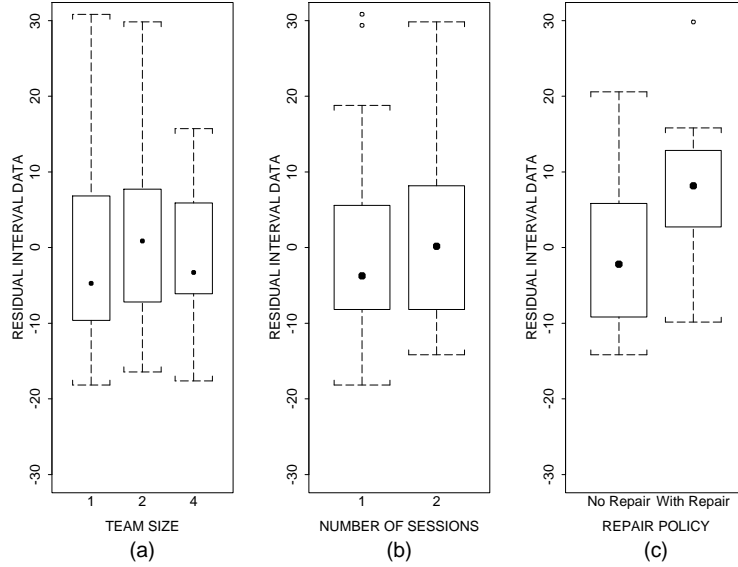 RESIDUAL INTERVAL DATA
-30 -20 -10 0 10 20 30
1 2 4
TEAM SIZE
(a)
RESIDUAL INTERVAL DATA
-30 -20 -10 0 10 20 30
1 2
NUMBER OF SESSIONS
(b)
RESIDUAL INTERVAL DATA
-30 -20 -10 0 10 20 30
No Repair With Repair
REPAIR POLICY
(c)